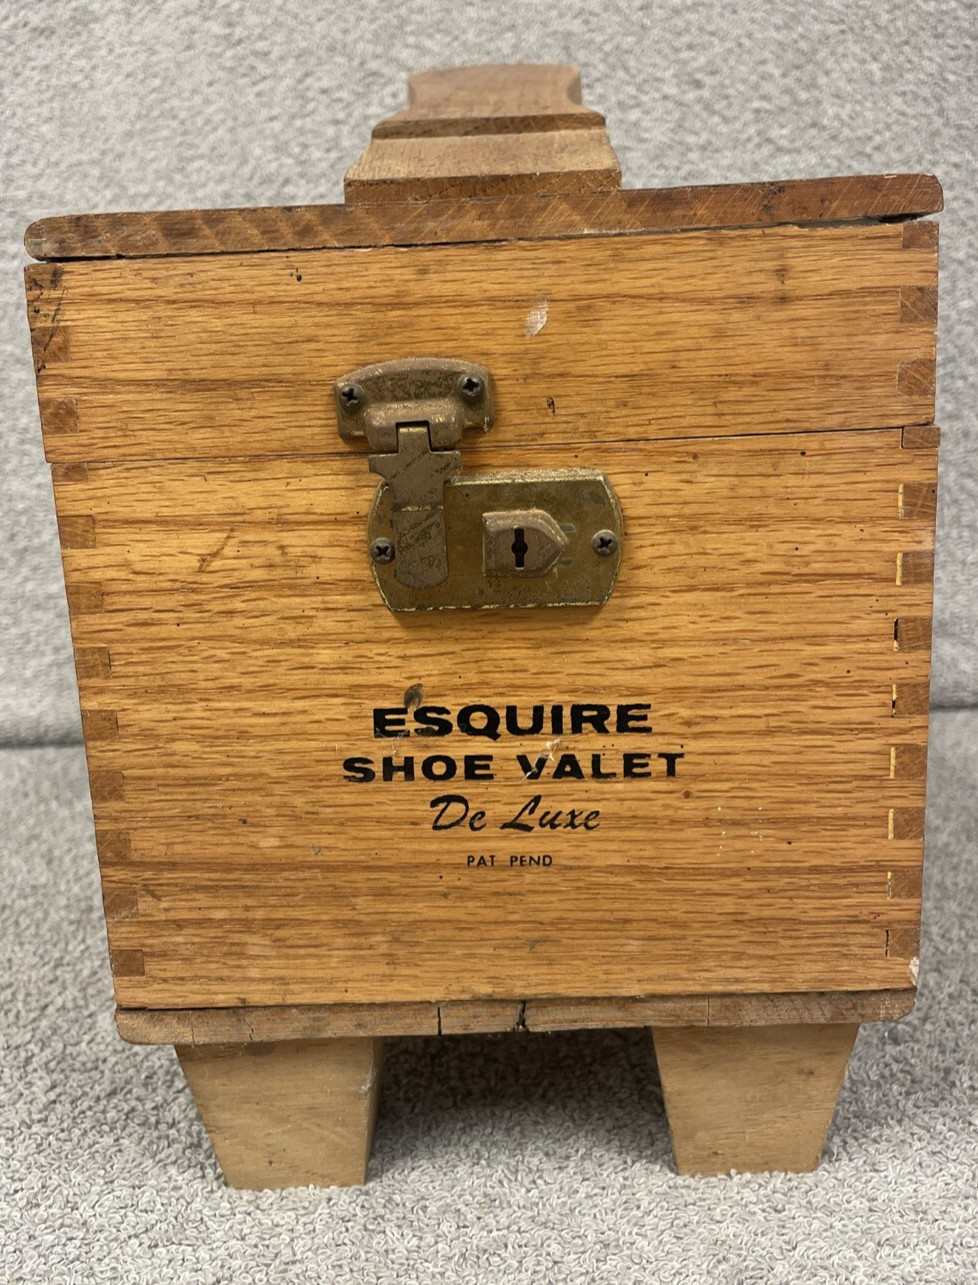 ESQUIRE
SHOE VALET
De Luxe
PAT PEND